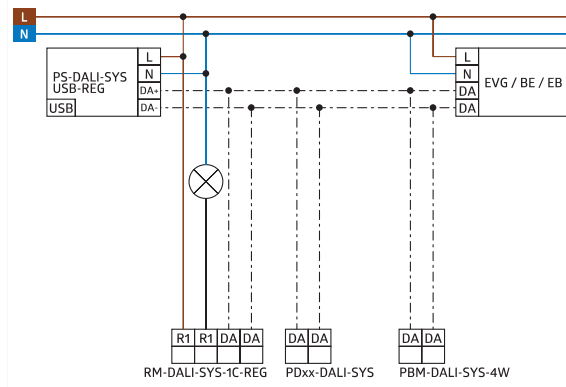 L
N
PS-DALI-SYS
USB-REG
USB
L
N
DA+
DA-
L
N
DA
DA
EVG / BE / EB
R1 R1 DA DA
RM-DALI-SYS-1C-REG
DA DA
PDxx-DALI-SYS
DA DA
PBM-DALI-SYS-4W